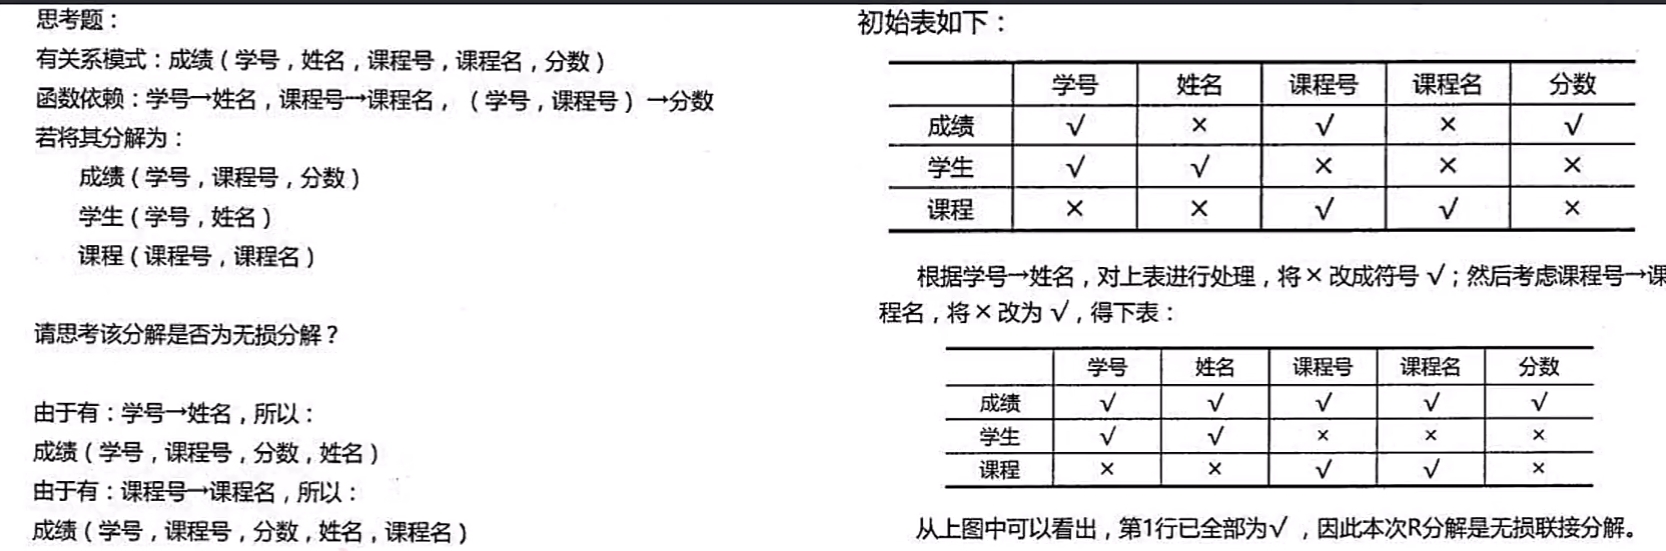 思考题：
有关系模式：成绩（学号，姓名，课程号，课程名，分数）
函数依赖：学号→姓名，课程号→课程名，（学号，课程号）→分数
若将其分解为：
成绩（学号，课程号，分数）
学生（学号，姓名）
课程（课程号，课程名）
请思考该分解是否为无损分解？
由于有：学号→姓名，所以：
成绩（学号，课程号，分数，姓名）
由于有：课程号→课程名，所以：
成绩（学号，课程号，分数，姓名，课程名）
初始表如下：
学号 姓名 课程号 课程名 分数
成绩 √ × √ × √
学生 √ √ × × ×
课程 × × √ √ ×
根据学号→姓名，对上表进行处理，将×改成符号√；然后考虑课程号→课
程名，将×改为√，得下表：
学号 姓名 课程号 课程名 分数
成绩 √ √ √ √ √
学生 √ √ × × ×
课程 × × √ √ ×
从上图中可以看出，第1行已全部为√，因此本次R分解是无损联接分解。